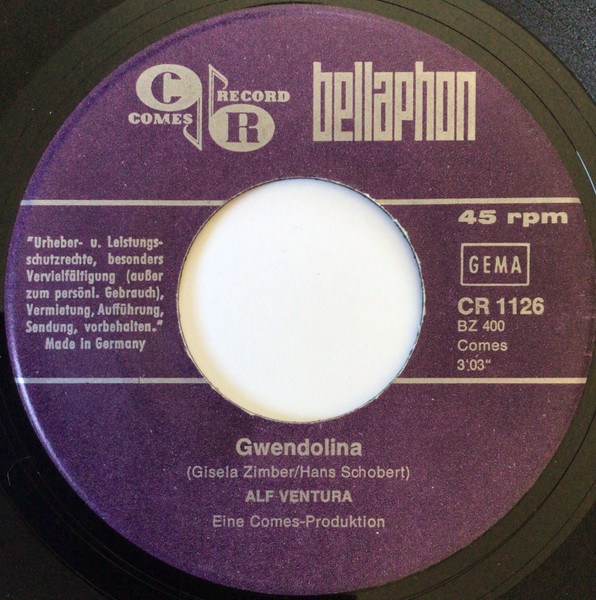 C
COMES
RECORD
R
bellaphon
45 rpm
"Urheber- u. Leistungs-
schutzrechte, besonders
Vervielfältigung (außer
zum persönl. Gebrauch),
Vermietung, Aufführung,
Sendung, vorbehalten."
Made in Germany
GEMA
CR 1126
BZ 400
Comes
3'03"
Gwendolina
(Gisela Zimber/Hans Schobert)
ALF VENTURA
Eine Comes-Produktion